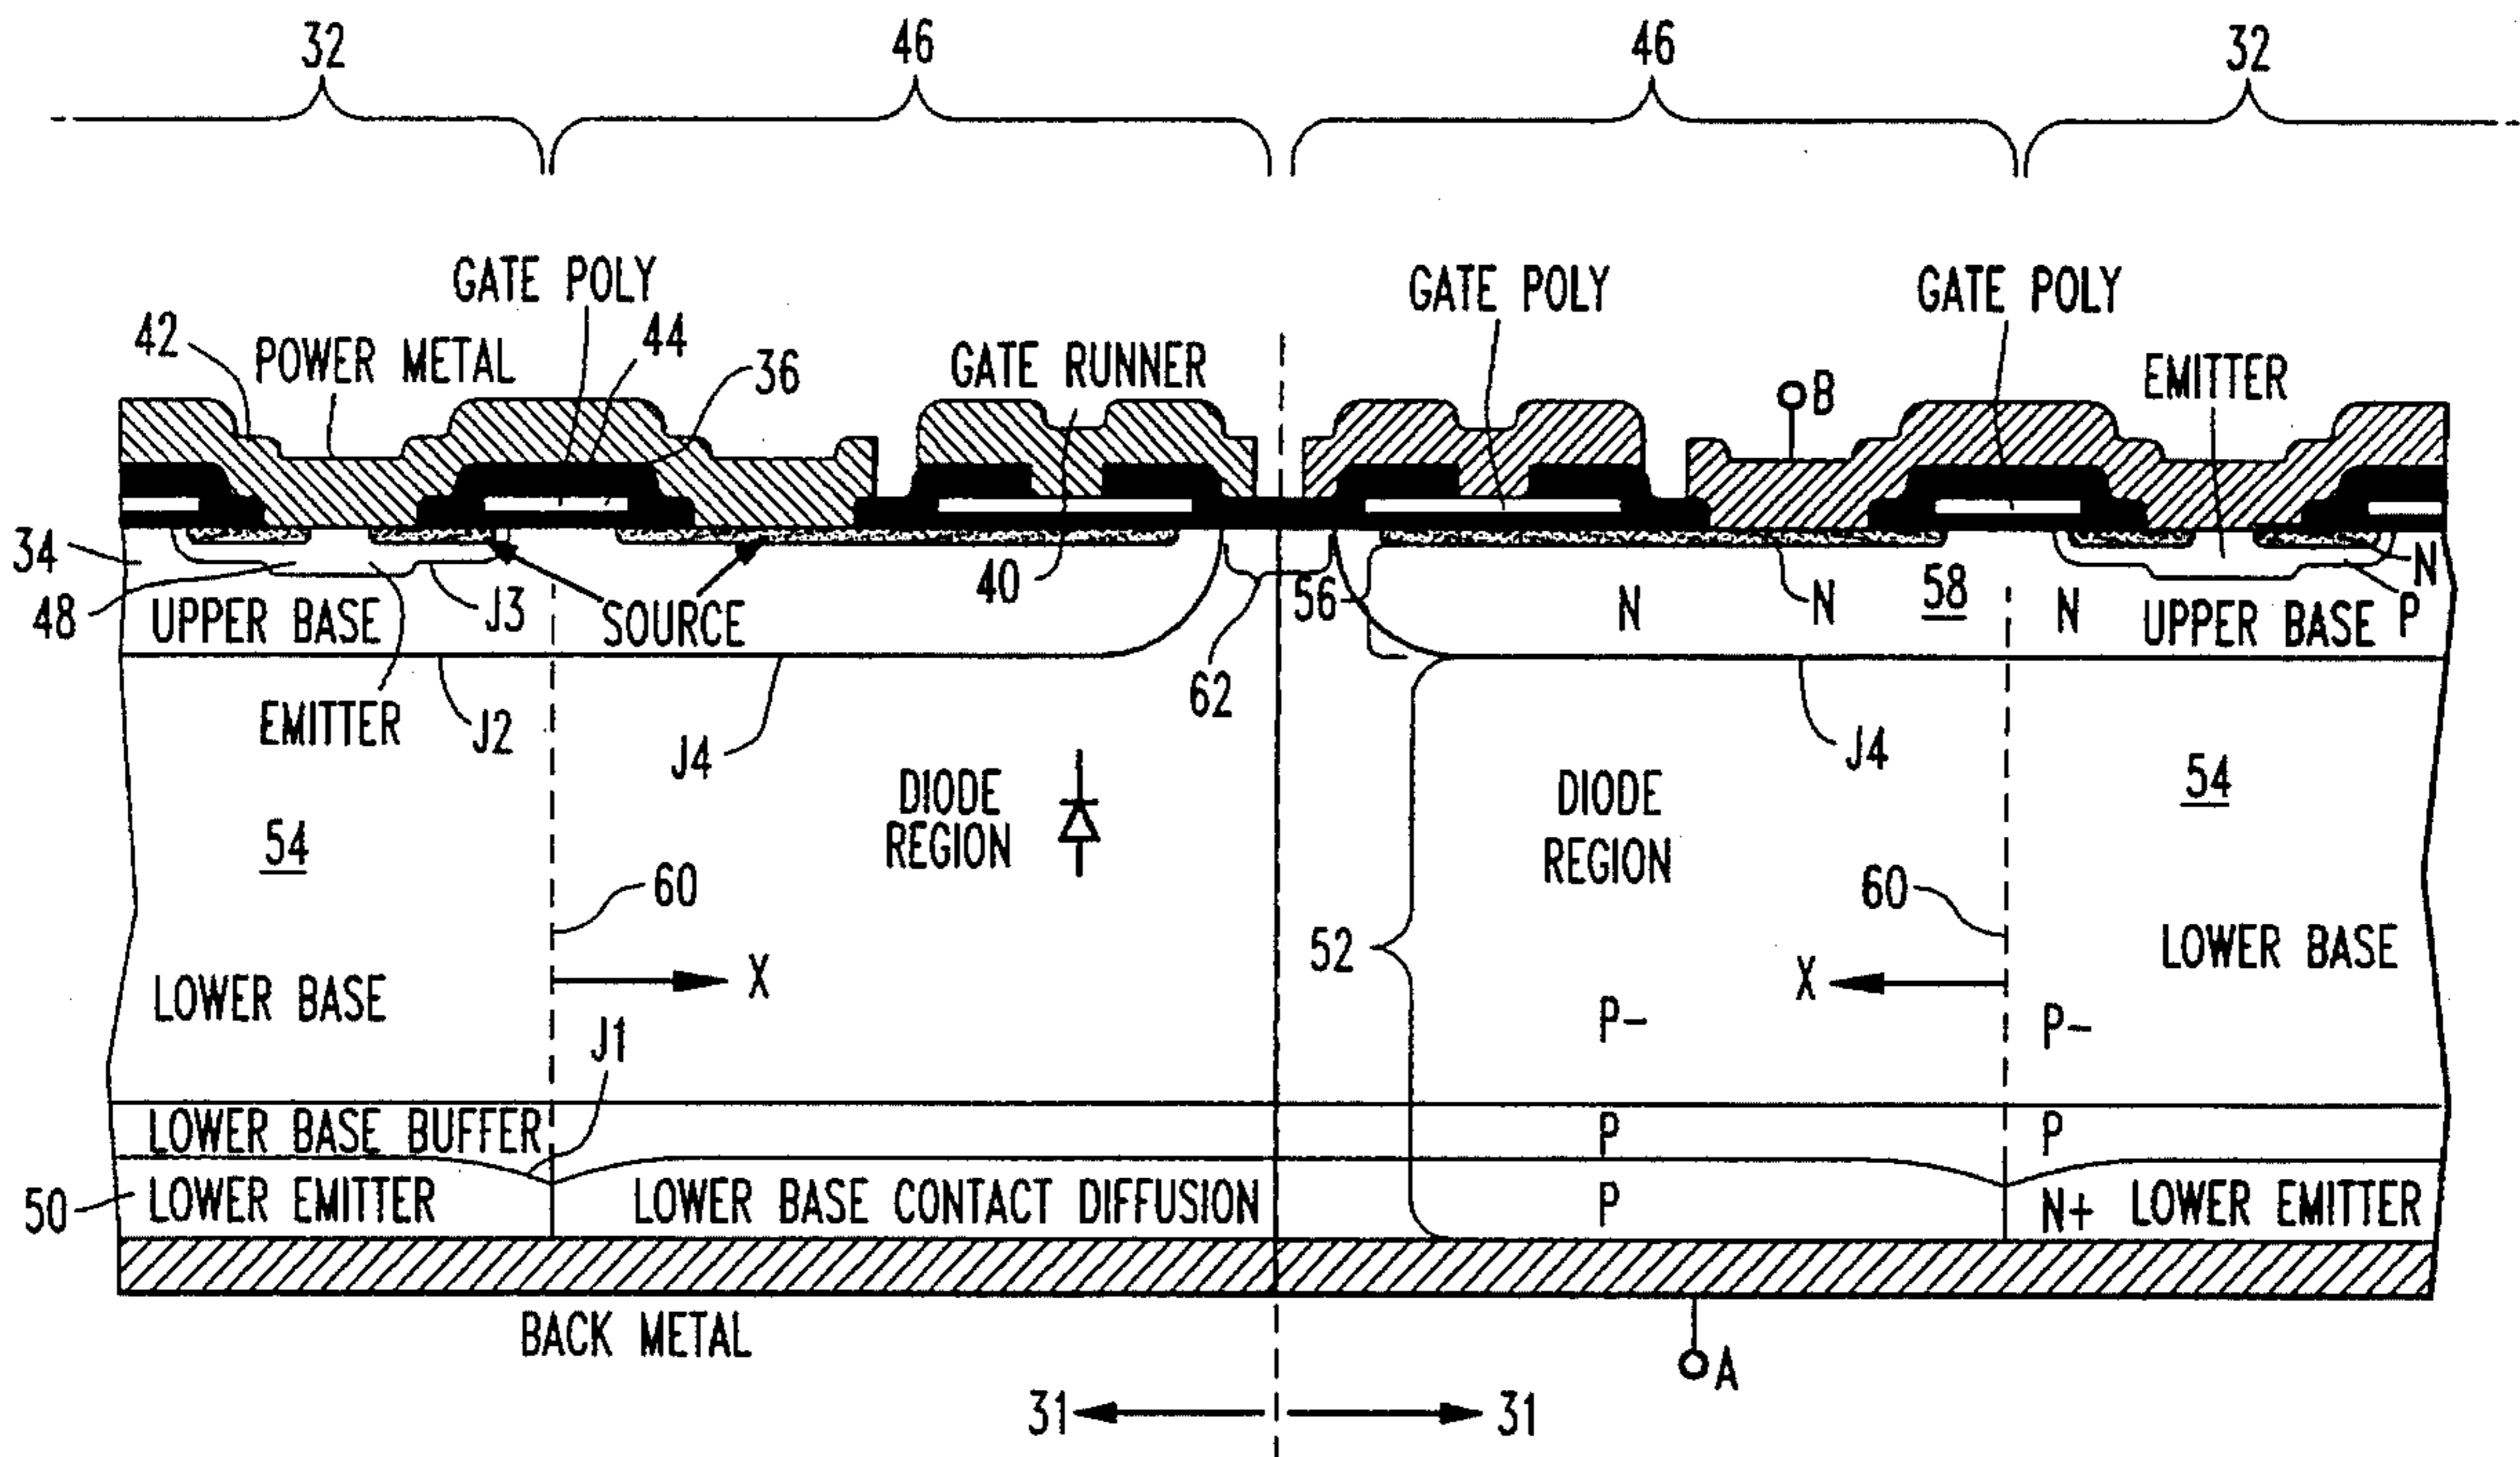 32
46
46
32
GATE POLY
GATE POLY
GATE POLY
42
POWER METAL
44
36
GATE RUNNER
EMITTER
B
34
48
UPPER BASE
J3
SOURCE
40
56
62
N
N
58
N
UPPER BASE
P
N
EMITTER
J2
J4
J4
DIODE
REGION
DIODE
REGION
54
54
60
60
52
LOWER BASE
X
X
LOWER BASE
P-
P-
J1
LOWER BASE BUFFER
P
P
50
LOWER EMITTER
LOWER BASE CONTACT DIFFUSION
P
N+
LOWER EMITTER
BACK METAL
A
31
31